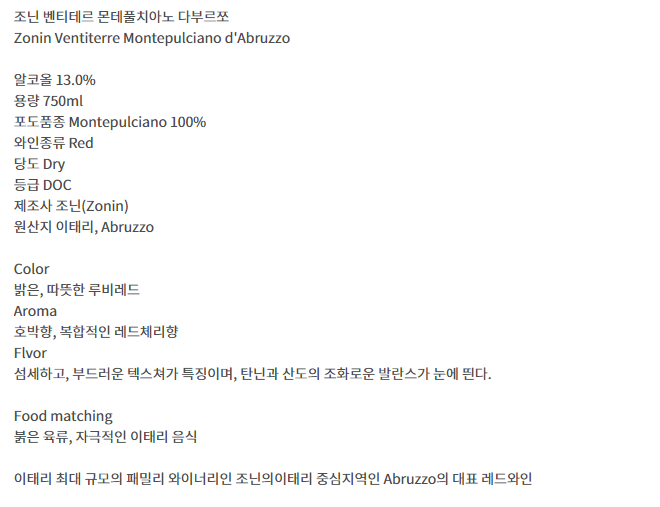 조닌 벤티테르 몬테풀치아노 다부르쪼
Zonin Ventiterre Montepulciano d'Abruzzo
알코올 13.0%
용량 750ml
포도품종 Montepulciano 100%
와인종류 Red
당도 Dry
등급 DOC
제조사 조닌(Zonin)
원산지 이태리, Abruzzo
Color
밝은, 따뜻한 루비레드
Aroma
호박향, 복합적인 레드체리향
Flvor
섬세하고, 부드러운 텍스쳐가 특징이며, 탄닌과 산도의 조화로운 발란스가 눈에 띈다.
Food matching
붉은 육류, 자극적인 이태리 음식
이태리 최대 규모의 패밀리 와이너리인 조닌의이태리 중심지역인 Abruzzo의 대표 레드와인